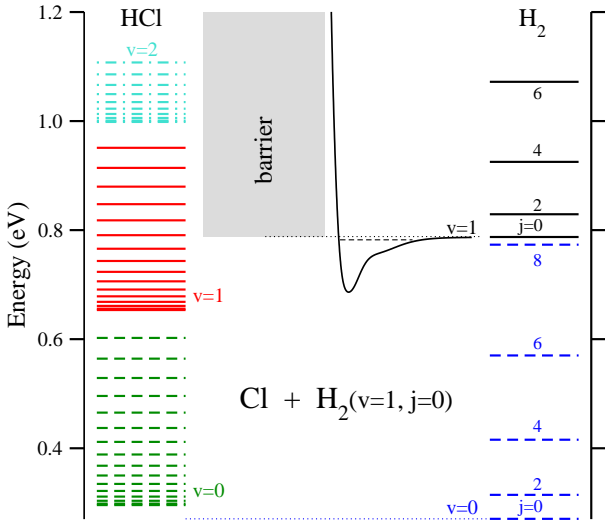 HCl
H2
1.2
1.0
0.8
0.6
0.4
Energy (eV)
v=2
v=1
v=0
barrier
v=1
6
4
2
j=0
8
6
4
2
j=0
v=0
Cl + H2(v=1, j=0)